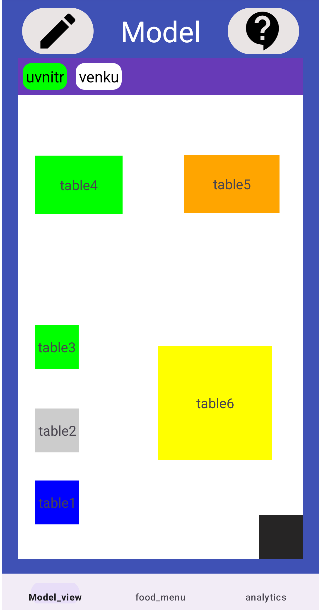 Model
uvnitr venku
table4 table5
table3
table6
table2
table1
Model_view food_menu analytics